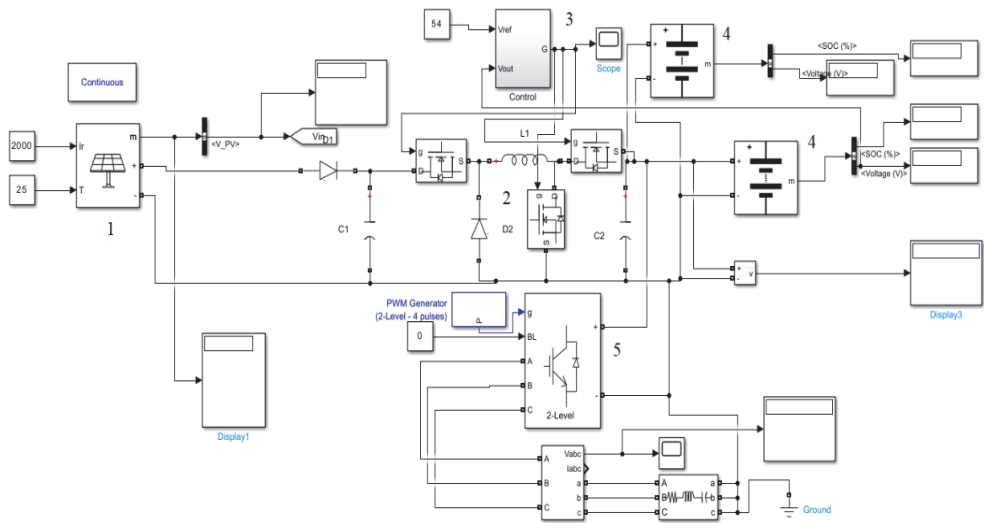 54
Vref
Vout
G
Control
3
Scope
+
-
m
4
<SOC (%)>
<Voltage (V)>
Continuous
2000
Ir
25
T
m
+
-
1
<V_PV>
Vin
D1
g
D
S
L1
+
g
D
S
2
g
D
S
D2
C1
+
C2
+
+
-
m
4
<SOC (%)>
<Voltage (V)>
+
-
v
Display3
PWM Generator
(2-Level - 4 pulses)
P
0
g
BL
A
B
C
+
-
2-Level
5
Display1
A
B
C
Vabc
Iabc
a
b
c
A
B
C
a
b
c
Ground